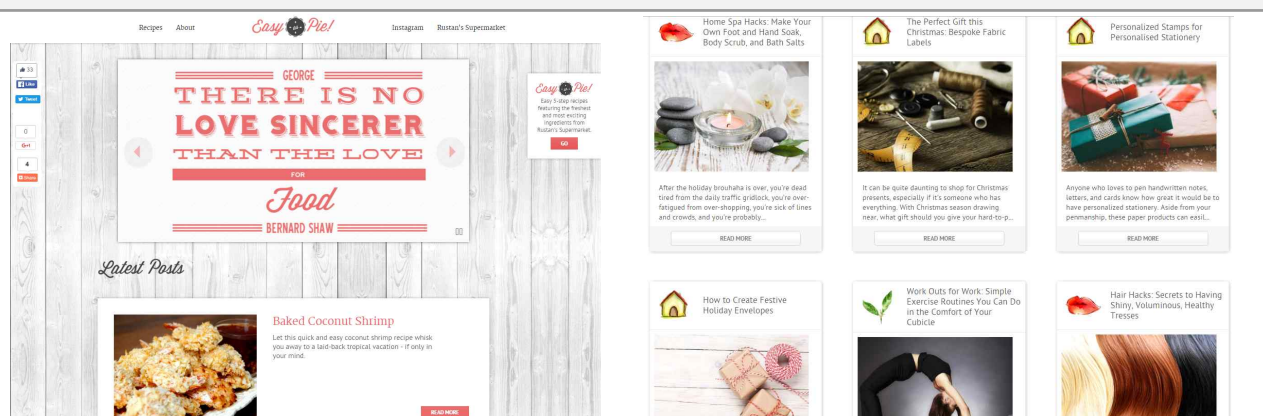 Recipes About Easy as Pie! Instagram Rustan's Supermarket
33
Like
Tweet
0
G+1
4
Share
GEORGE
THERE IS NO
LOVE SINCERER
THAN THE LOVE
FOR
Food
BERNARD SHAW
Easy as Pie!
Easy 5-step recipes
featuring the freshest
and most exciting
ingredients from
Rustan's Supermarket.
GO
Latest Posts
Baked Coconut Shrimp
Let this quick and easy coconut shrimp recipe whisk
you away to a laid-back tropical vacation - if only in
your mind.
READ MORE
Home Spa Hacks: Make Your
Own Foot and Hand Soak,
Body Scrub, and Bath Salts
After the holiday brouhaha is over, you're dead
tired from the daily traffic gridlock, you're over-
fatigued from over-shopping, you're sick of lines
and crowds, and you're probably...
READ MORE
The Perfect Gift this
Christmas: Bespoke Fabric
Labels
It can be quite daunting to shop for Christmas
presents, especially if it's someone who has
everything. With Christmas season drawing
near, what gift should you give your hard-to-p...
READ MORE
Personalized Stamps for
Personalised Stationery
Anyone who loves to pen handwritten notes,
letters, and cards know how great it would be to
have personalized stationery. Aside from your
penmanship, these paper products can easil...
READ MORE
How to Create Festive
Holiday Envelopes
Work Outs for Work: Simple
Exercise Routines You Can Do
in the Comfort of Your
Cubicle
Hair Hacks: Secrets to Having
Shiny, Voluminous, Healthy
Tresses